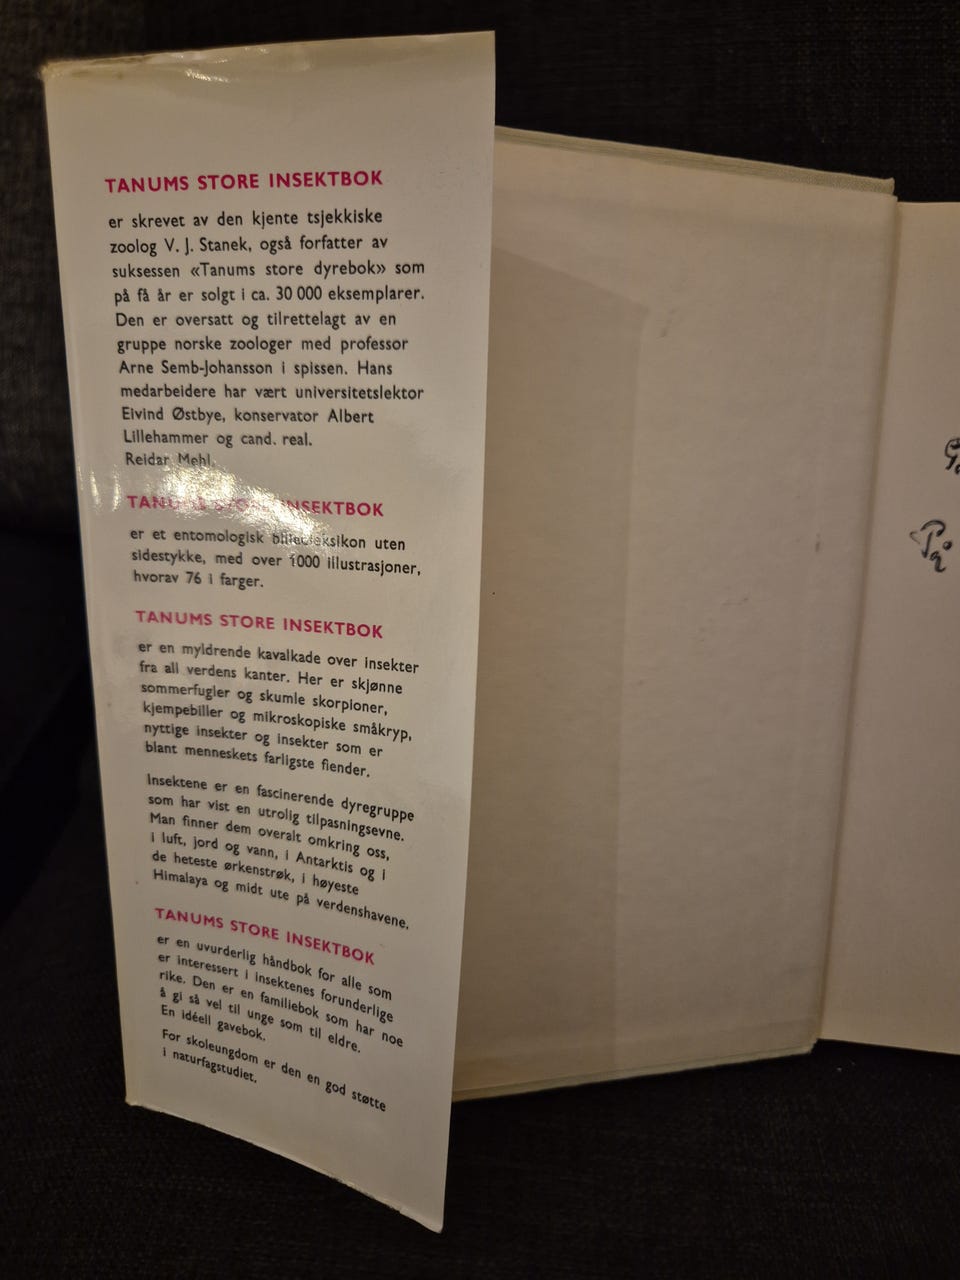 TANUMS STORE INSEKTBOK
er skrevet av den kjente tsjekkiske
zoolog V. J. Stanek, også forfatter av
suksessen «Tanums store dyrebok» som
på få år er solgt i ca. 30 000 eksemplarer.
Den er oversatt og tilrettelagt av en
gruppe norske zoologer med professor
Arne Semb-Johansson i spissen. Hans
medarbeidere har vært universitetslektor
Eivind Østbye, konservator Albert
Lillehammer og cand. real.
Reidar Mehl.
TANUMS STORE INSEKTBOK
er et entomologisk billedleksikon uten
sidestykke, med over 1000 illustrasjoner,
hvorav 76 i farger.
TANUMS STORE INSEKTBOK
er en myldrende kavalkade over insekter
fra all verdens kanter. Her er skjønne
sommerfugler og skumle skorpioner,
kjempebiller og mikroskopiske småkryp,
nyttige insekter og insekter som er
blant menneskets farligste fiender.
Insektene er en fascinerende dyregruppe
som har vist en utrolig tilpasningsevne.
Man finner dem overalt omkring oss,
i luft, jord og vann, i Antarktis og i
de heteste ørkenstrøk, i høyeste
Himalaya og midt ute på verdenshavene.
TANUMS STORE INSEKTBOK
er en uvurderlig håndbok for alle som
er interessert i insektenes forunderlige
rike. Den er en familiebok som har noe
å gi så vel til unge som til eldre.
En idéell gavebok.
For skoleungdom er den en god støtte
i naturfagstudiet.